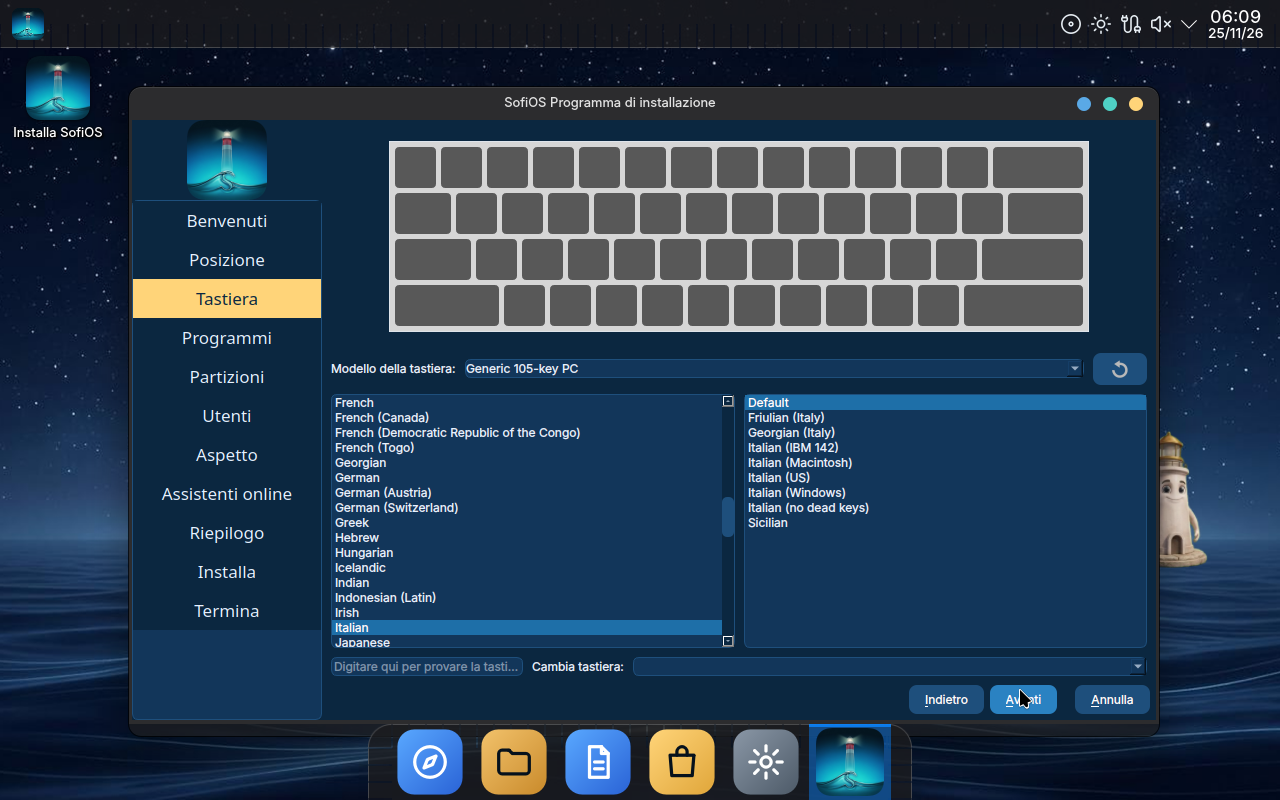 06:09
25/11/26
Installa SofiOS
SofiOS Programma di installazione
Benvenuti
Posizione
Tastiera
Programmi
Partizioni
Utenti
Aspetto
Assistenti online
Riepilogo
Installa
Termina
Modello della tastiera: Generic 105-key PC
French
French (Canada)
French (Democratic Republic of the Congo)
French (Togo)
Georgian
German
German (Austria)
German (Switzerland)
Greek
Hebrew
Hungarian
Icelandic
Indian
Indonesian (Latin)
Irish
Italian
Japanese
Default
Friulian (Italy)
Georgian (Italy)
Italian (IBM 142)
Italian (Macintosh)
Italian (US)
Italian (Windows)
Italian (no dead keys)
Sicilian
Digitare qui per provare la tasti... Cambia tastiera:
Indietro Avanti Annulla